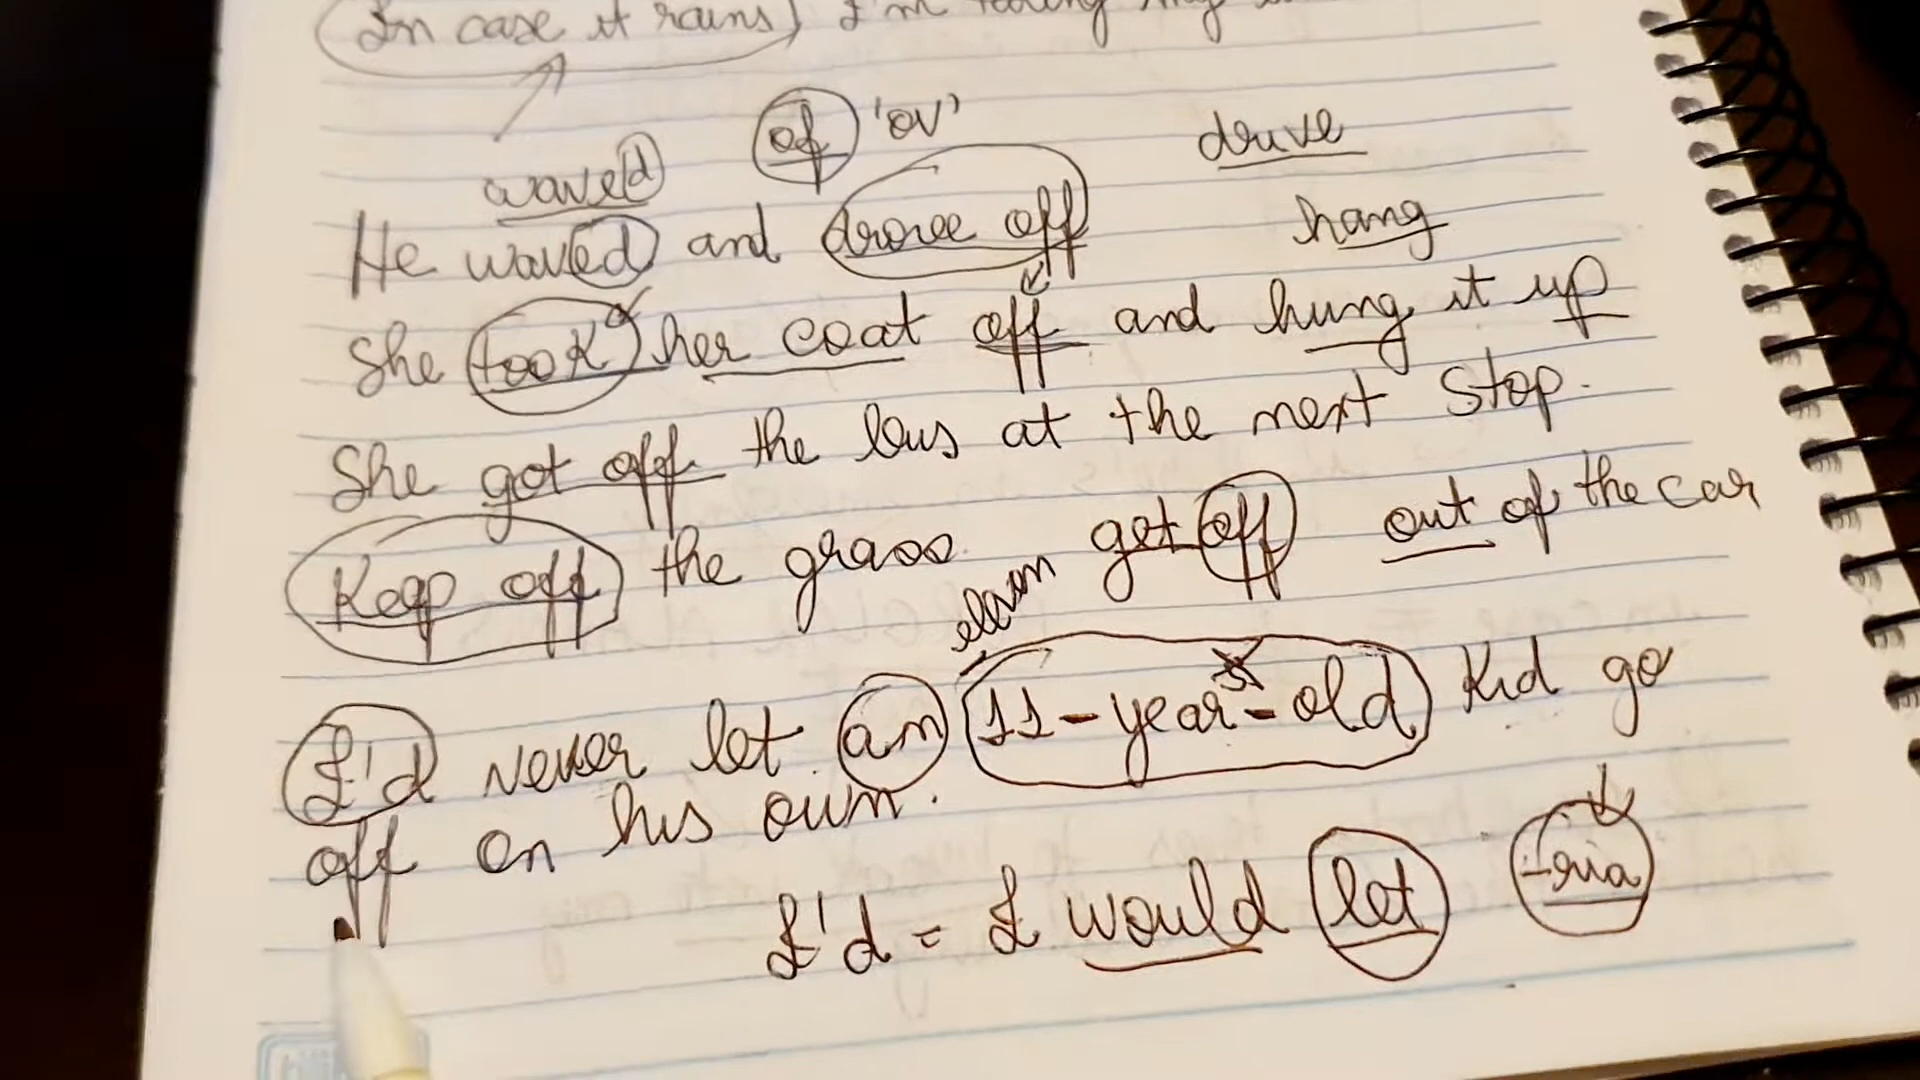 In case it rains, I'm taking my
of 'ov'
drive
waved
He waved and drove off
hang
She took her coat off and hung it up
She got off the bus at the next stop.
Keep off the grass.
get off out of the car
eleven
I'd never let an 11-year-old kid go
off on his own.
I'd = I would let
-ria